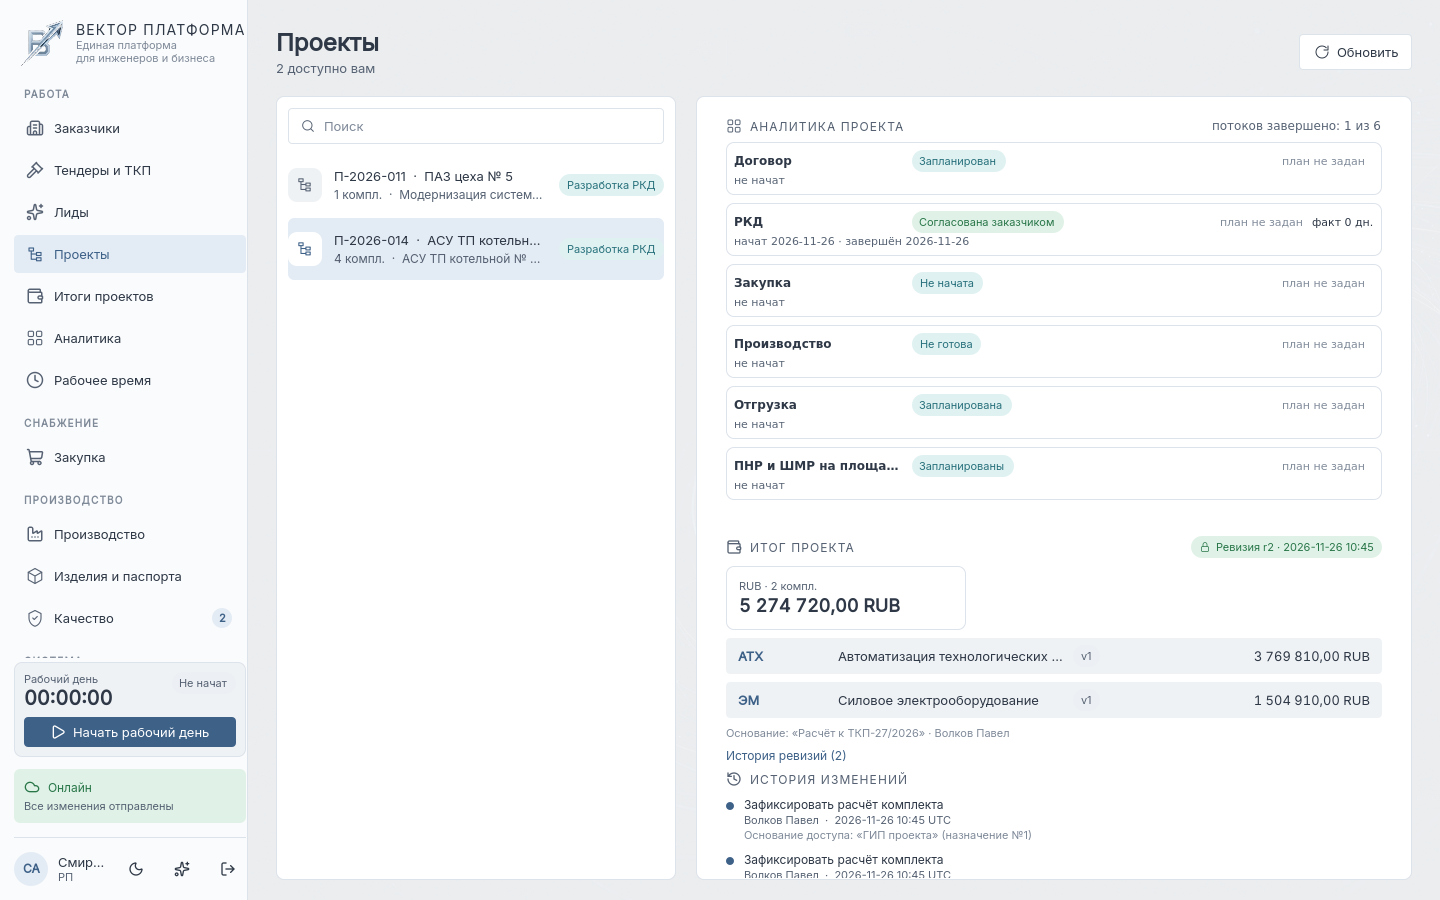 ВЕКТОР ПЛАТФОРМА
Единая платформа
для инженеров и бизнеса
РАБОТА
Заказчики
Тендеры и ТКП
Лиды
Проекты
Итоги проектов
Аналитика
Рабочее время
СНАБЖЕНИЕ
Закупка
ПРОИЗВОДСТВО
Производство
Изделия и паспорта
Качество 2
Рабочий день
Не начат
00:00:00
Начать рабочий день
Онлайн
Все изменения отправлены
СА
Смир...
РП
Проекты
2 доступно вам
Обновить
Поиск
П-2026-011 · ПАЗ цеха № 5
1 компл. · Модернизация систем...
Разработка РКД
П-2026-014 · АСУ ТП котельн...
4 компл. · АСУ ТП котельной № ...
Разработка РКД
АНАЛИТИКА ПРОЕКТА
потоков завершено: 1 из 6
Договор Запланирован план не задан
не начат
РКД Согласована заказчиком план не задан факт 0 дн.
начат 2026-11-26 · завершён 2026-11-26
Закупка Не начата план не задан
не начат
Производство Не готова план не задан
не начат
Отгрузка Запланирована план не задан
не начат
ПНР и ШМР на площа... Запланированы план не задан
не начат
ИТОГ ПРОЕКТА
Ревизия r2 · 2026-11-26 10:45
RUB · 2 компл.
5 274 720,00 RUB
АТХ Автоматизация технологических ... v1 3 769 810,00 RUB
ЭМ Силовое электрооборудование v1 1 504 910,00 RUB
Основание: «Расчёт к ТКП-27/2026» · Волков Павел
История ревизий (2)
ИСТОРИЯ ИЗМЕНЕНИЙ
Зафиксировать расчёт комплекта
Волков Павел · 2026-11-26 10:45 UTC
Основание доступа: «ГИП проекта» (назначение №1)
Зафиксировать расчёт комплекта
Волков Павел · 2026-11-26 10:45 UTC